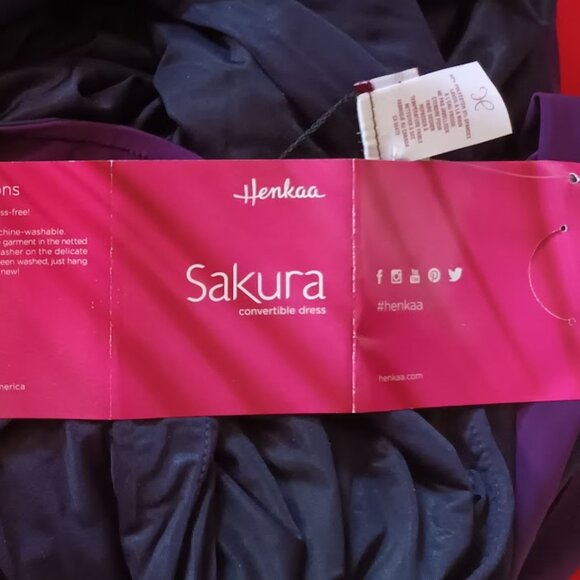 ons
ss-free!
chine-washable.
garment in the netted
asher on the delicate
een washed, just hang
new!
merica
Henkaa
Sakura
convertible dress
#henkaa
henkaa.com